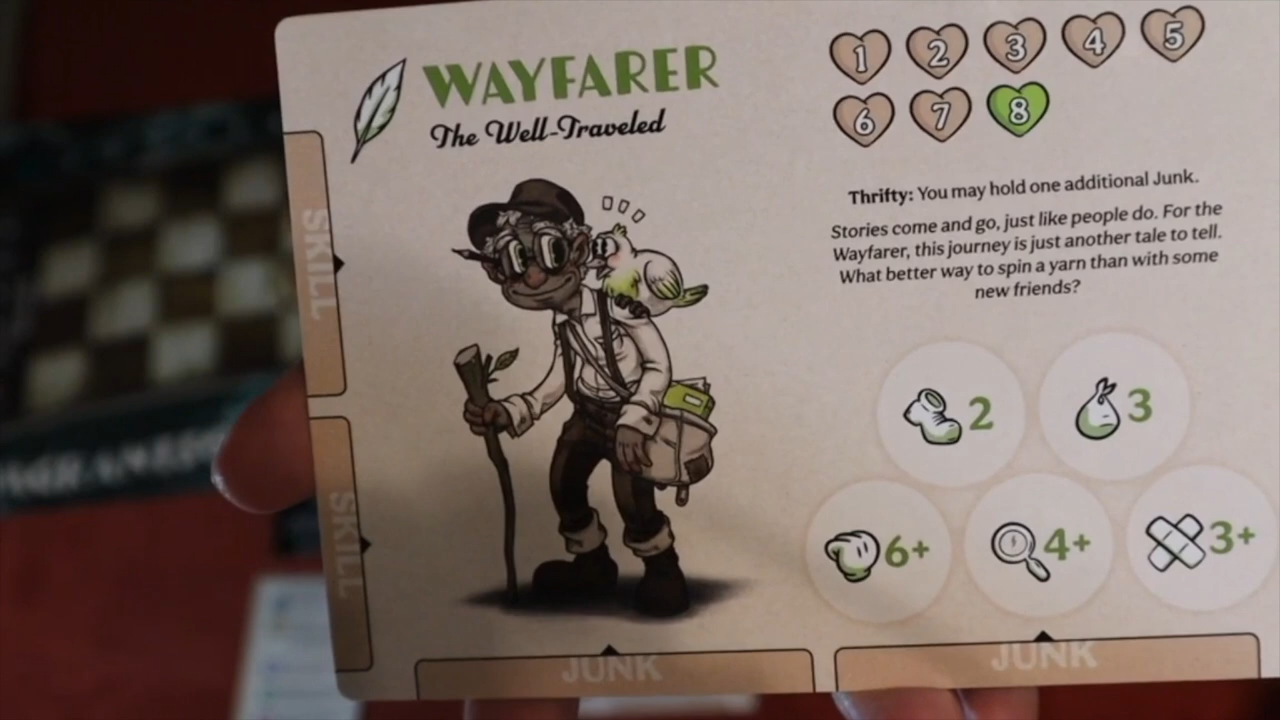 WAYFARER
The Well-Traveled
1 2 3 4 5
6 7 8
Thrifty: You may hold one additional Junk.
Stories come and go, just like people do. For the
Wayfarer, this journey is just another tale to tell.
What better way to spin a yarn than with some
new friends?
2 3
6+ 4+ 3+
SKILL
SKILL
JUNK JUNK